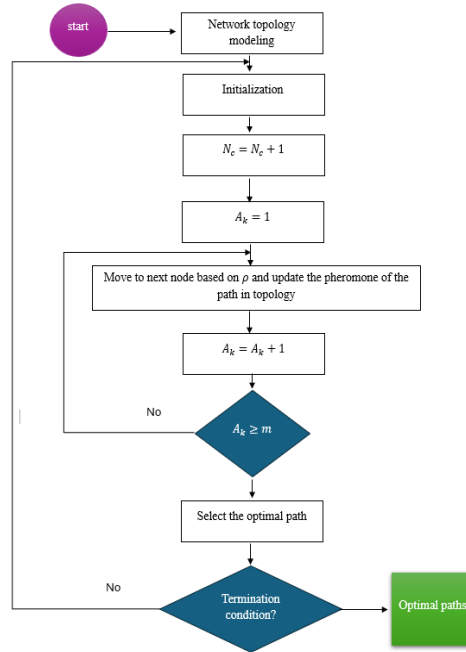 start
Network topology
modeling
Initialization
N_c = N_c + 1
A_k = 1
Move to next node based on ρ and update the pheromone of the
path in topology
A_k = A_k + 1
No
A_k ≥ m
Select the optimal path
No
Termination
condition?
Optimal paths